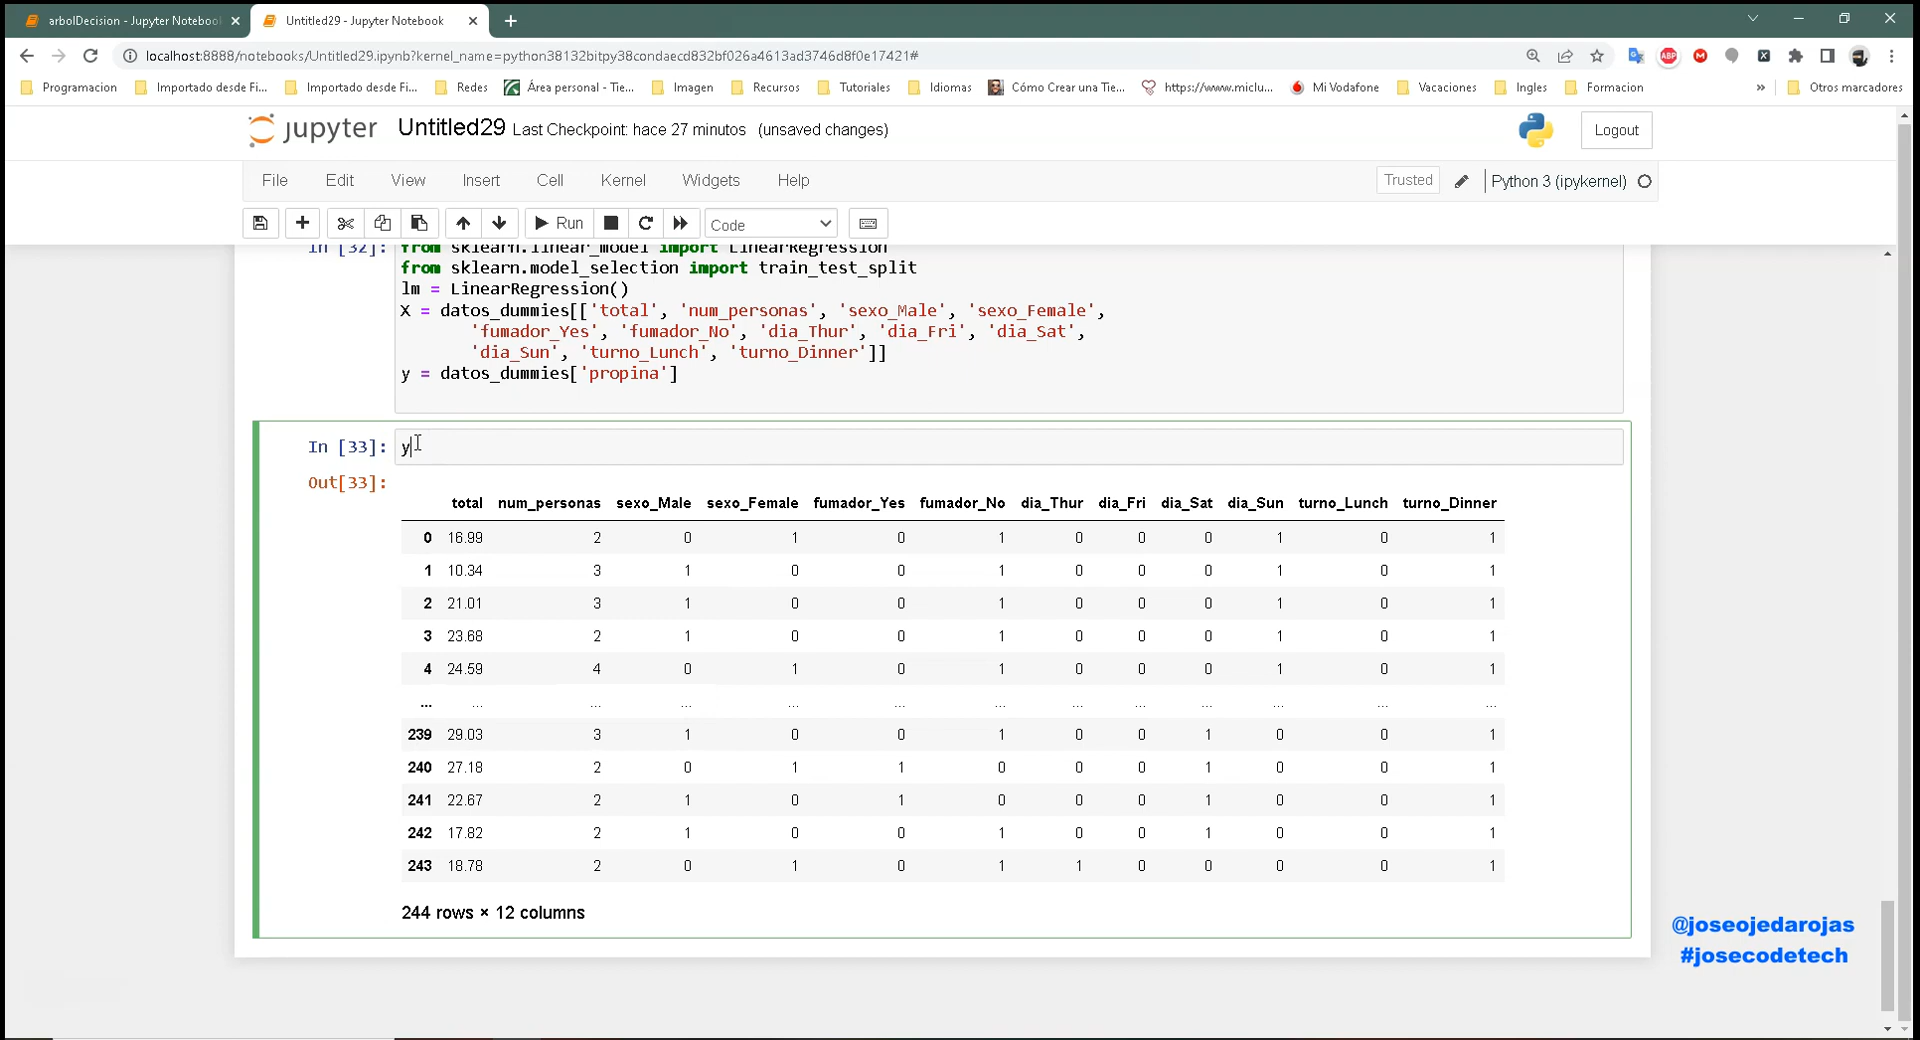 arbolDecision - Jupyter Notebook
Untitled29 - Jupyter Notebook
localhost:8888/notebooks/Untitled29.ipynb?kernel_name=python38132bitpy38condaecd832bf026a4613ad3746d8f0e17421#
ABP
Programacion Importado desde Fi... Importado desde Fi... Redes Área personal - Tie... Imagen Recursos Tutoriales Idiomas Cómo Crear una Tie... https://www.miclu... Mi Vodafone Vacaciones Ingles Formacion » Otros marcadores
jupyter Untitled29 Last Checkpoint: hace 27 minutos (unsaved changes) Logout
File Edit View Insert Cell Kernel Widgets Help Trusted Python 3 (ipykernel)
Run Code
In [32]: from sklearn.linear_model import LinearRegression
from sklearn.model_selection import train_test_split
lm = LinearRegression()
X = datos_dummies[['total', 'num_personas', 'sexo_Male', 'sexo_Female',
'fumador_Yes', 'fumador_No', 'dia_Thur', 'dia_Fri', 'dia_Sat',
'dia_Sun', 'turno_Lunch', 'turno_Dinner']]
y = datos_dummies['propina']
In [33]: y
Out[33]:
total num_personas sexo_Male sexo_Female fumador_Yes fumador_No dia_Thur dia_Fri dia_Sat dia_Sun turno_Lunch turno_Dinner
0 16.99 2 0 1 0 1 0 0 0 1 0 1
1 10.34 3 1 0 0 1 0 0 0 1 0 1
2 21.01 3 1 0 0 1 0 0 0 1 0 1
3 23.68 2 1 0 0 1 0 0 0 1 0 1
4 24.59 4 0 1 0 1 0 0 0 1 0 1
... ... ... ... ... ... ... ... ... ... ... ... ...
239 29.03 3 1 0 0 1 0 0 1 0 0 1
240 27.18 2 0 1 1 0 0 0 1 0 0 1
241 22.67 2 1 0 1 0 0 0 1 0 0 1
242 17.82 2 1 0 0 1 0 0 1 0 0 1
243 18.78 2 0 1 0 1 1 0 0 0 0 1
244 rows × 12 columns
@joseojedarojas
#josecodetech